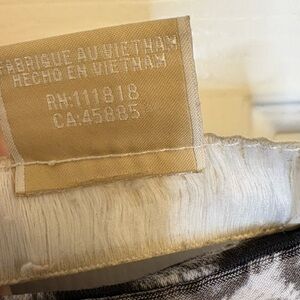 FABRIQUE AU VIETNAM
HECHO EN VIETNAM
RN:111818
CA:45885